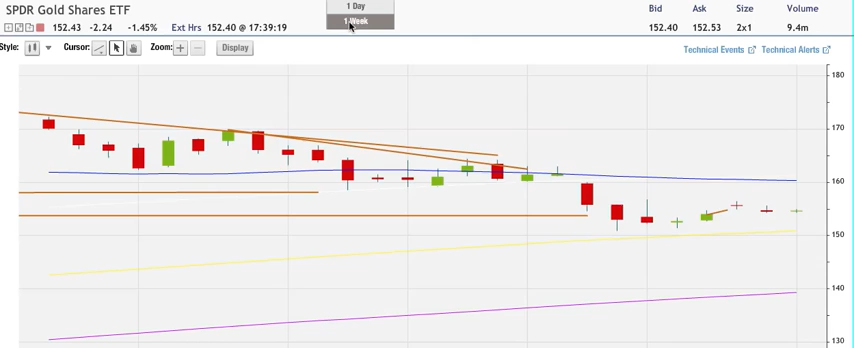 SPDR Gold Shares ETF
1 Day
1 Week
Bid Ask Size Volume
152.43 -2.24 -1.45% Ext Hrs 152.40 @ 17:39:19 152.40 152.53 2x1 9.4m
Style: Cursor: Zoom: + − Display Technical Events Technical Alerts
180
170
160
150
140
130